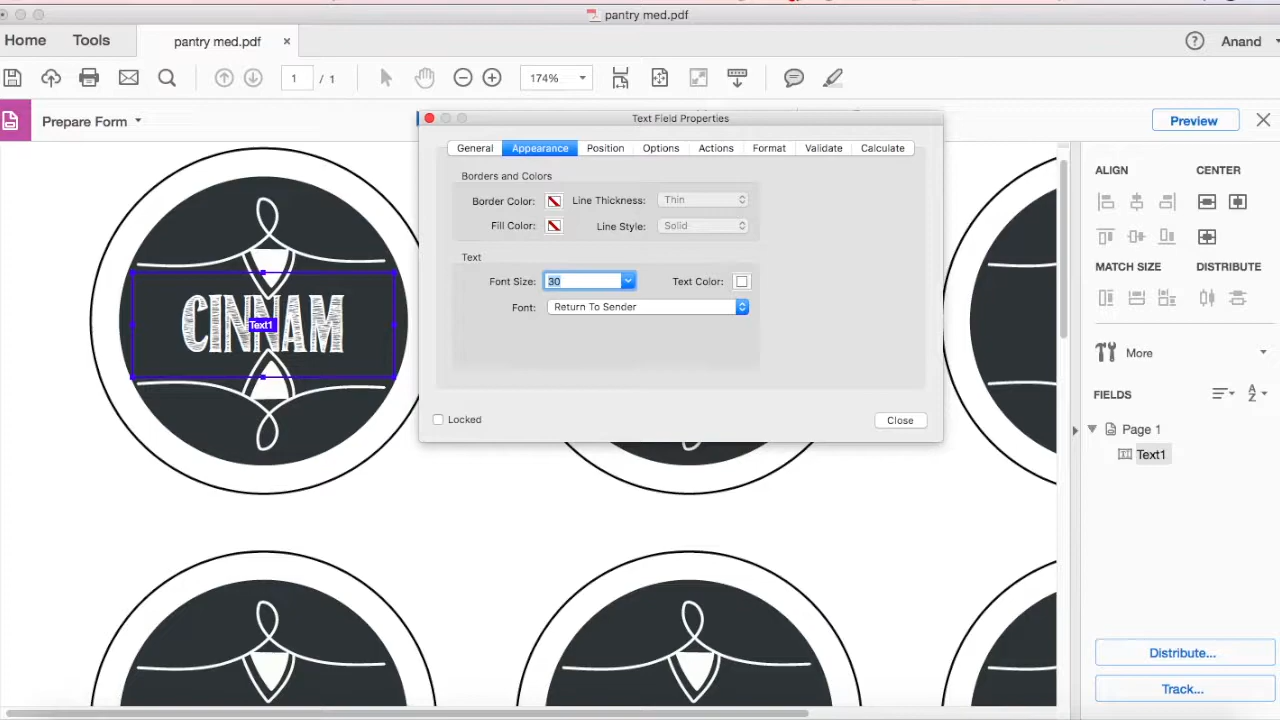 pantry med.pdf
Home Tools pantry med.pdf × ? Anand
1 / 1 174%
Prepare Form Preview
Text Field Properties
General Appearance Position Options Actions Format Validate Calculate
Borders and Colors
Border Color: Line Thickness: Thin
Fill Color: Line Style: Solid
Text
Font Size: 30 Text Color:
Font: Return To Sender
Locked Close
CINNAM
Text1
ALIGN CENTER
MATCH SIZE DISTRIBUTE
More
FIELDS
Page 1
Text1
Distribute...
Track...